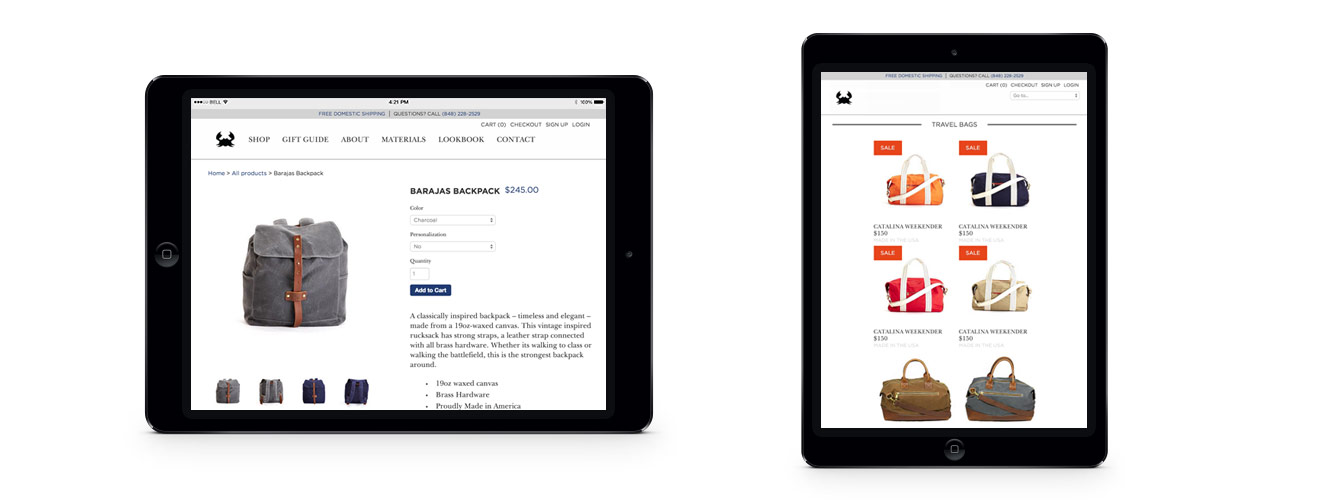 BELL
4:21 PM
100%
FREE DOMESTIC SHIPPING | QUESTIONS? CALL (848) 228-2029
CART (0) CHECKOUT SIGN UP LOGIN
SHOP GIFT GUIDE ABOUT MATERIALS LOOKBOOK CONTACT
Home > All products > Barajas Backpack
BARAJAS BACKPACK $245.00
Color
Charcoal
Personalization
No
Quantity
1
Add to Cart
A classically inspired backpack – timeless and elegant –
made from a 19oz-waxed canvas. This vintage inspired
rucksack has strong straps, a leather strap connected
with all brass hardware. Whether its walking to class or
walking the battlefield, this is the strongest backpack
around.
• 19oz waxed canvas
• Brass Hardware
• Proudly Made in America
FREE DOMESTIC SHIPPING | QUESTIONS? CALL (848) 228-2029
CART (0) CHECKOUT SIGN UP LOGIN
Go to...
TRAVEL BAGS
SALE SALE
CATALINA WEEKENDER CATALINA WEEKENDER
$150 $150
MADE IN THE USA MADE IN THE USA
SALE SALE
CATALINA WEEKENDER CATALINA WEEKENDER
$150 $150
MADE IN THE USA MADE IN THE USA